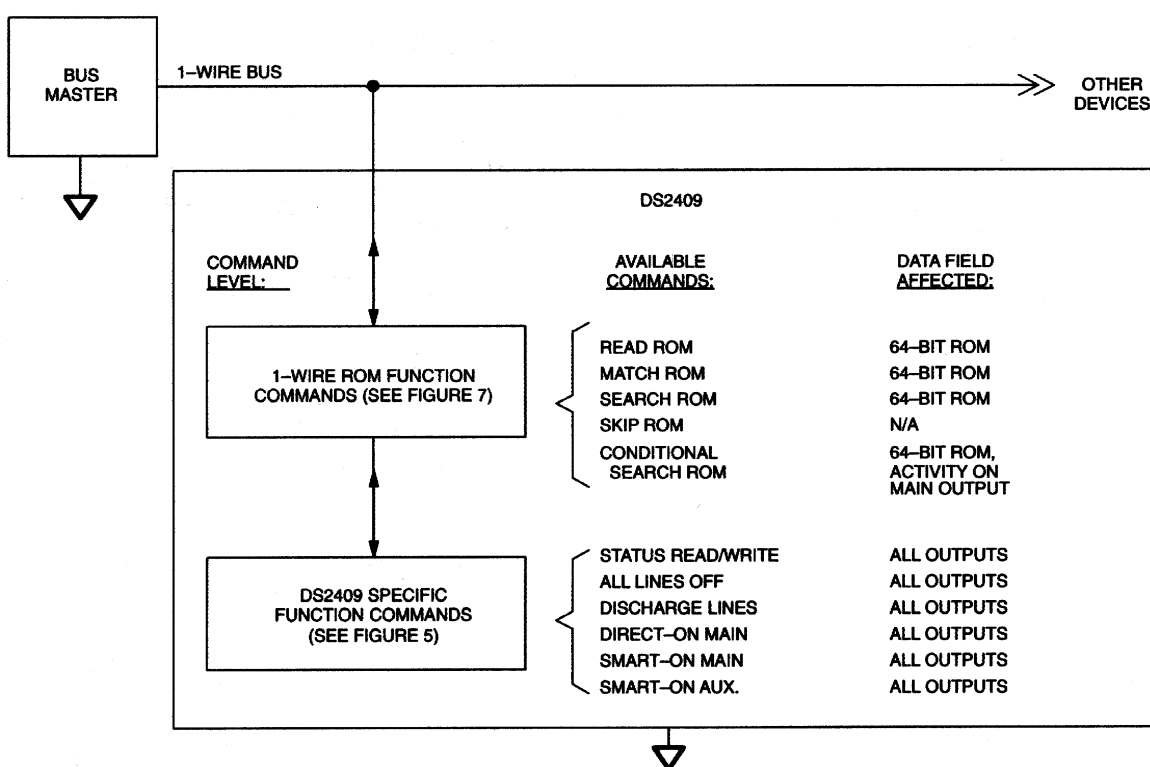 BUS
MASTER
1–WIRE BUS
OTHER
DEVICES
DS2409
COMMAND
LEVEL:
AVAILABLE
COMMANDS:
DATA FIELD
AFFECTED:
1–WIRE ROM FUNCTION
COMMANDS (SEE FIGURE 7)
READ ROM 64–BIT ROM
MATCH ROM 64–BIT ROM
SEARCH ROM 64–BIT ROM
SKIP ROM N/A
CONDITIONAL 64–BIT ROM,
SEARCH ROM ACTIVITY ON
MAIN OUTPUT
DS2409 SPECIFIC
FUNCTION COMMANDS
(SEE FIGURE 5)
STATUS READ/WRITE ALL OUTPUTS
ALL LINES OFF ALL OUTPUTS
DISCHARGE LINES ALL OUTPUTS
DIRECT–ON MAIN ALL OUTPUTS
SMART–ON MAIN ALL OUTPUTS
SMART–ON AUX. ALL OUTPUTS